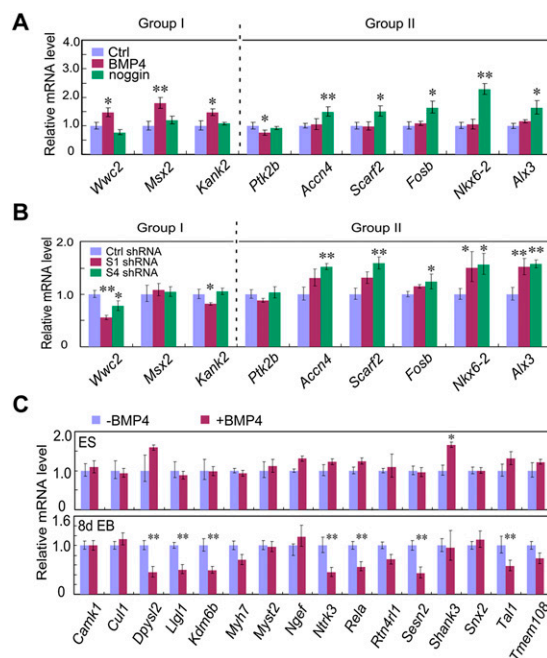 A
Group I
Group II
Relative mRNA level
4.0
2.0
1.0
0
Ctrl
BMP4
noggin
*
**
*
*
**
*
*
**
*
Wwc2
Msx2
Kank2
Ptk2b
Accn4
Scarf2
Fosb
Nkx6-2
Alx3
B
Group I
Group II
Relative mRNA level
2.0
1.0
0
Ctrl shRNA
S1 shRNA
S4 shRNA
**
*
*
**
**
*
*
*
**
**
Wwc2
Msx2
Kank2
Ptk2b
Accn4
Scarf2
Fosb
Nkx6-2
Alx3
C
-BMP4
+BMP4
Relative mRNA level
2.0
1.0
0
ES
*
Relative mRNA level
1.6
1.0
0
8d EB
**
**
**
**
**
**
**
Camk1
Cul1
Dpysl2
Llgl1
Kdm6b
Myh7
Myst2
Ngef
Ntrk3
Rela
Rtn4rl1
Sesn2
Shank3
Snx2
Tal1
Tmem108